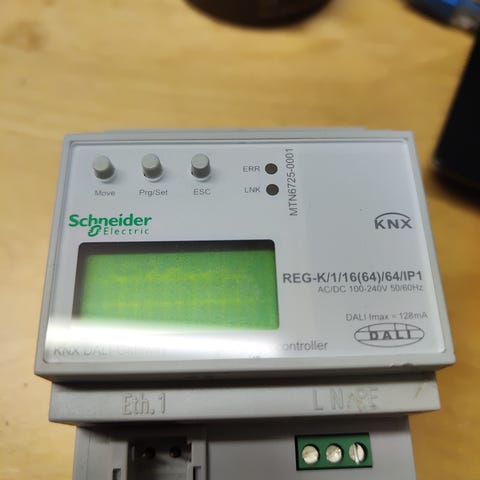 Move Prg/Set ESC
ERR
LNK
MTN6725-0001
Schneider
Electric
KNX
REG-K/1/16(64)/64/IP1
AC/DC 100-240V 50/60Hz
DALI Imax = 128mA
DALI
KNX DALI controller
Eth.1 L N PE